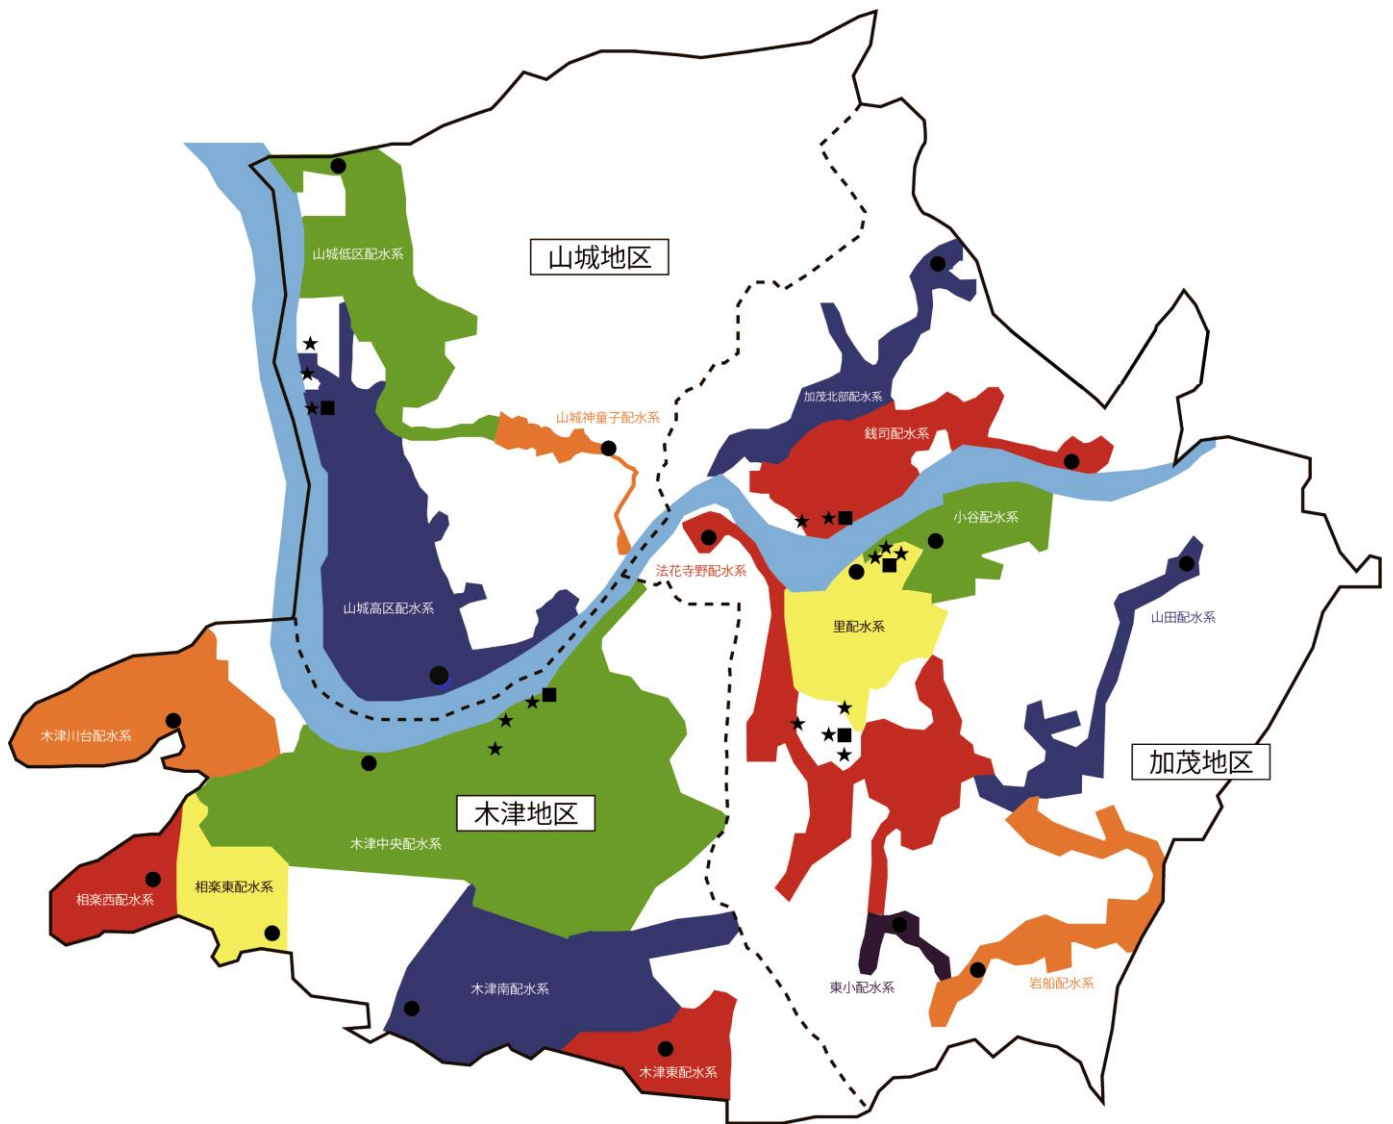 山城低区配水系
山城地区
加茂北部配水系
山城神童子配水系
銭司配水系
小谷配水系
法花寺野配水系
山城高区配水系
里配水系
山田配水系
木津川台配水系
加茂地区
木津地区
木津中央配水系
相楽東配水系
相楽西配水系
木津南配水系
東小配水系
岩船配水系
木津東配水系